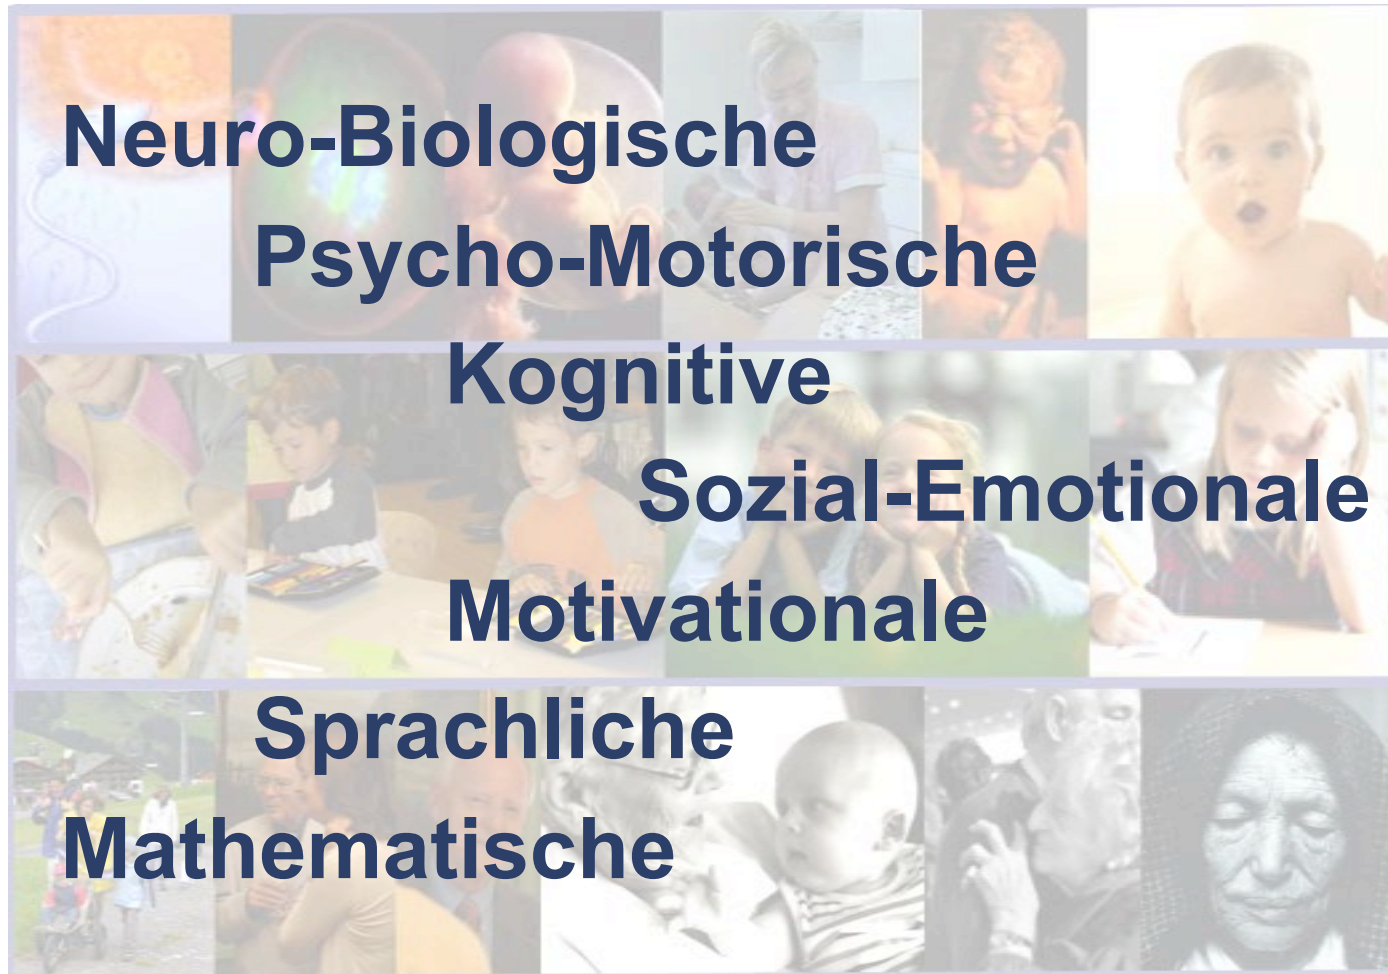 Neuro-Biologische
Psycho-Motorische
Kognitive
Sozial-Emotionale
Motivationale
Sprachliche
Mathematische